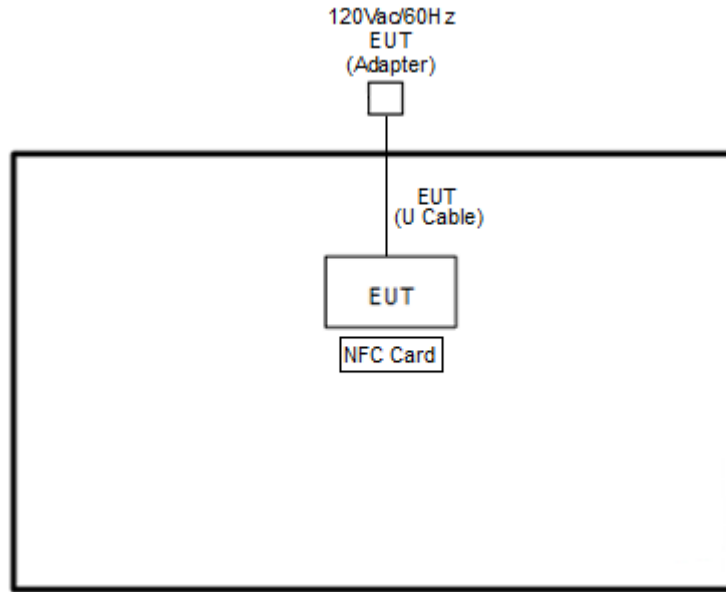 120Vac/60Hz
EUT
(Adapter)
EUT
(U Cable)
EUT
NFC Card